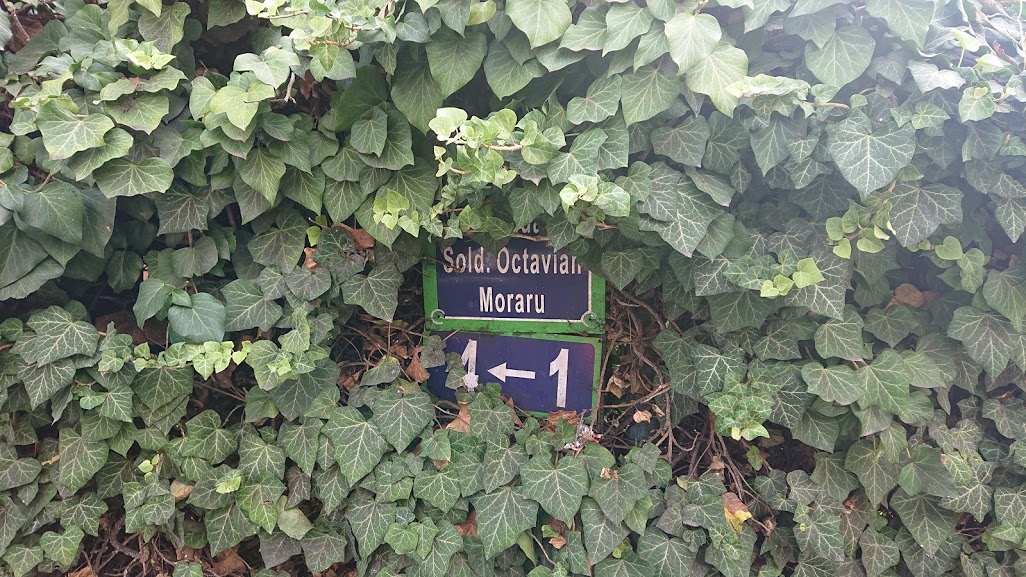 Sold. Octavian
Moraru
1 ← 1